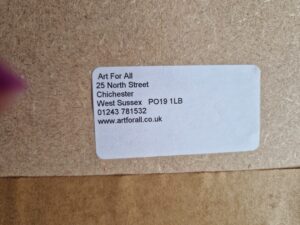 Art For All
25 North Street
Chichester
West Sussex PO19 1LB
01243 781532
www.artforall.co.uk